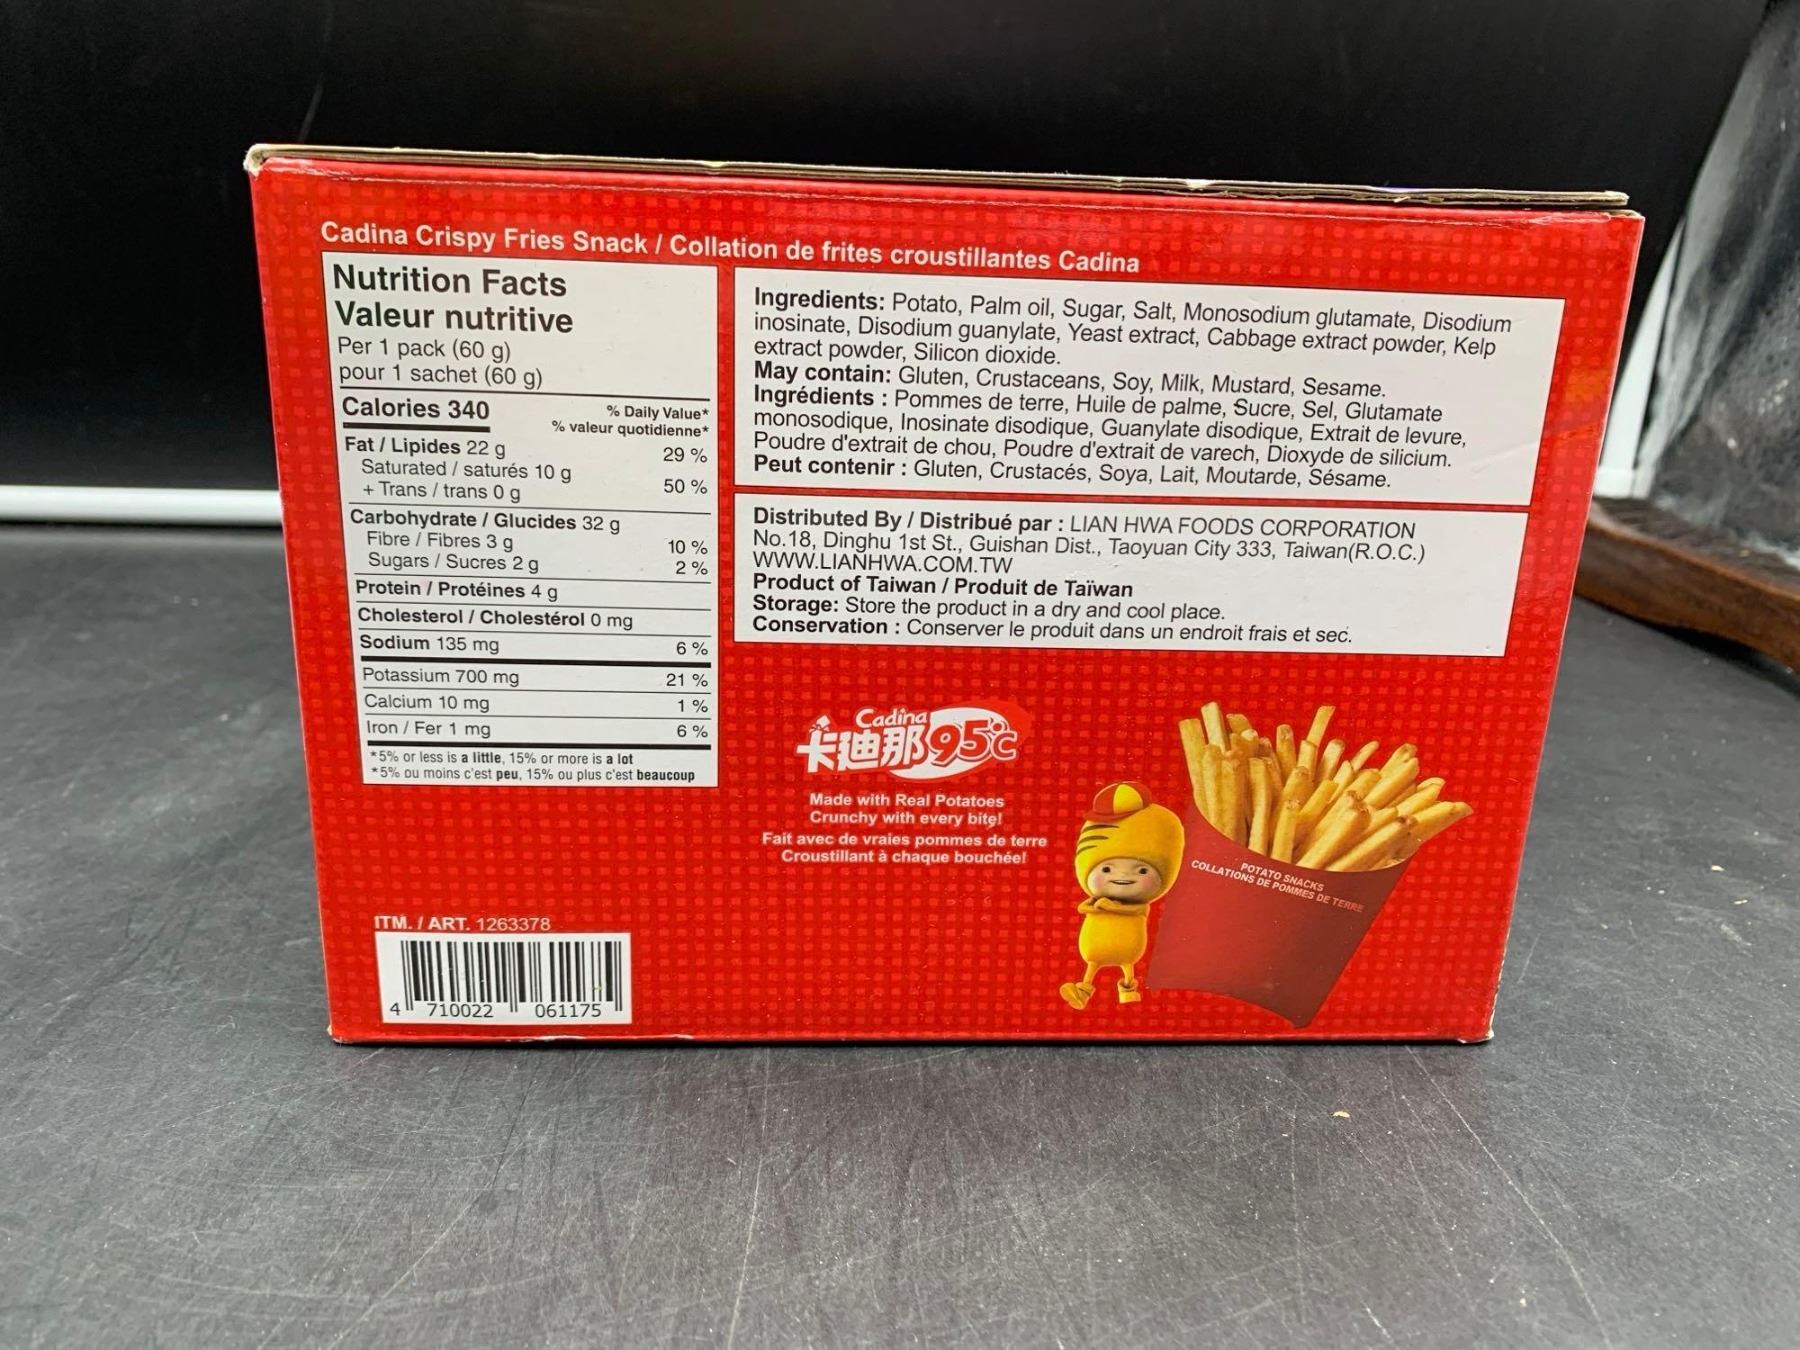 Cadina Crispy Fries Snack / Collation de frites croustillantes Cadina
Nutrition Facts
Valeur nutritive
Per 1 pack (60 g)
pour 1 sachet (60 g)
Calories 340
% Daily Value*
% valeur quotidienne*
Fat / Lipides 22 g 29 %
Saturated / saturés 10 g
+ Trans / trans 0 g 50 %
Carbohydrate / Glucides 32 g
Fibre / Fibres 3 g 10 %
Sugars / Sucres 2 g 2 %
Protein / Protéines 4 g
Cholesterol / Cholestérol 0 mg
Sodium 135 mg 6 %
Potassium 700 mg 21 %
Calcium 10 mg 1 %
Iron / Fer 1 mg 6 %
*5% or less is a little, 15% or more is a lot
*5% ou moins c'est peu, 15% ou plus c'est beaucoup
Ingredients: Potato, Palm oil, Sugar, Salt, Monosodium glutamate, Disodium
inosinate, Disodium guanylate, Yeast extract, Cabbage extract powder, Kelp
extract powder, Silicon dioxide.
May contain: Gluten, Crustaceans, Soy, Milk, Mustard, Sesame.
Ingrédients : Pommes de terre, Huile de palme, Sucre, Sel, Glutamate
monosodique, Inosinate disodique, Guanylate disodique, Extrait de levure,
Poudre d'extrait de chou, Poudre d'extrait de varech, Dioxyde de silicium.
Peut contenir : Gluten, Crustacés, Soya, Lait, Moutarde, Sésame.
Distributed By / Distribué par : LIAN HWA FOODS CORPORATION
No.18, Dinghu 1st St., Guishan Dist., Taoyuan City 333, Taiwan(R.O.C.)
WWW.LIANHWA.COM.TW
Product of Taiwan / Produit de Taïwan
Storage: Store the product in a dry and cool place.
Conservation : Conserver le produit dans un endroit frais et sec.
Cadina
卡迪那95℃
Made with Real Potatoes
Crunchy with every bite!
Fait avec de vraies pommes de terre
Croustillant à chaque bouchée!
POTATO SNACKS
COLLATIONS DE POMMES DE TERRE
ITM. / ART. 1263378
4 710022 061175